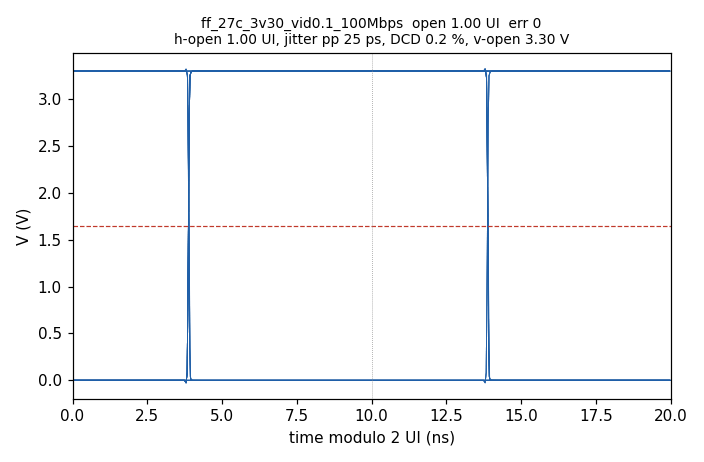 ff_27c_3v30_vid0.1_100Mbps  open 1.00 UI  err 0
h-open 1.00 UI, jitter pp 25 ps, DCD 0.2 %, v-open 3.30 V
V (V)
3.0
2.5
2.0
1.5
1.0
0.5
0.0
0.0 2.5 5.0 7.5 10.0 12.5 15.0 17.5 20.0
time modulo 2 UI (ns)